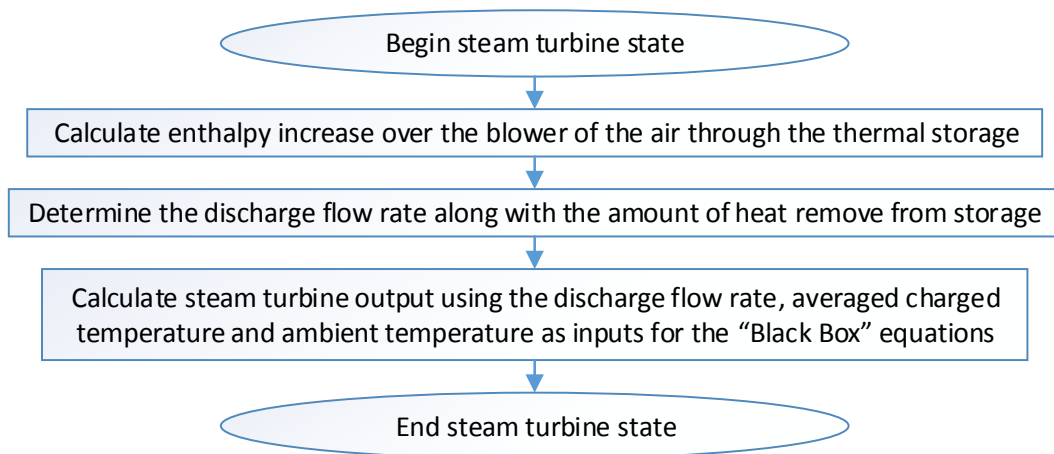 Begin steam turbine state
Calculate enthalpy increase over the blower of the air through the thermal storage
Determine the discharge flow rate along with the amount of heat remove from storage
Calculate steam turbine output using the discharge flow rate, averaged charged
temperature and ambient temperature as inputs for the “Black Box” equations
End steam turbine state